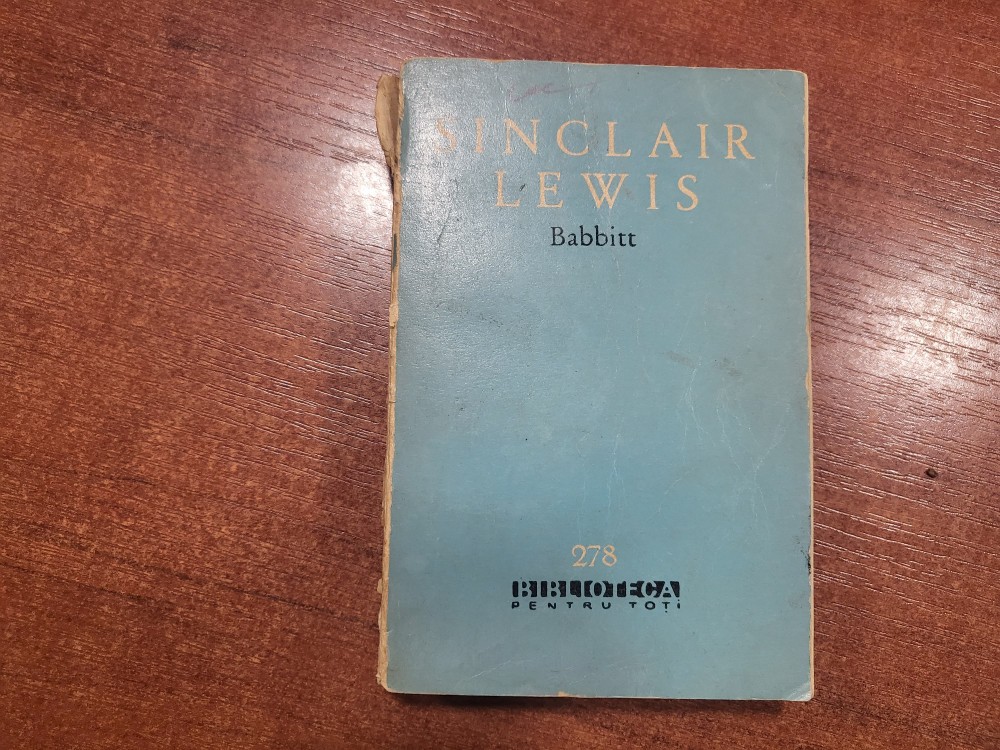 SINCLAIR
LEWIS
Babbitt
278
BIBLIOTECA
PENTRU TOȚI